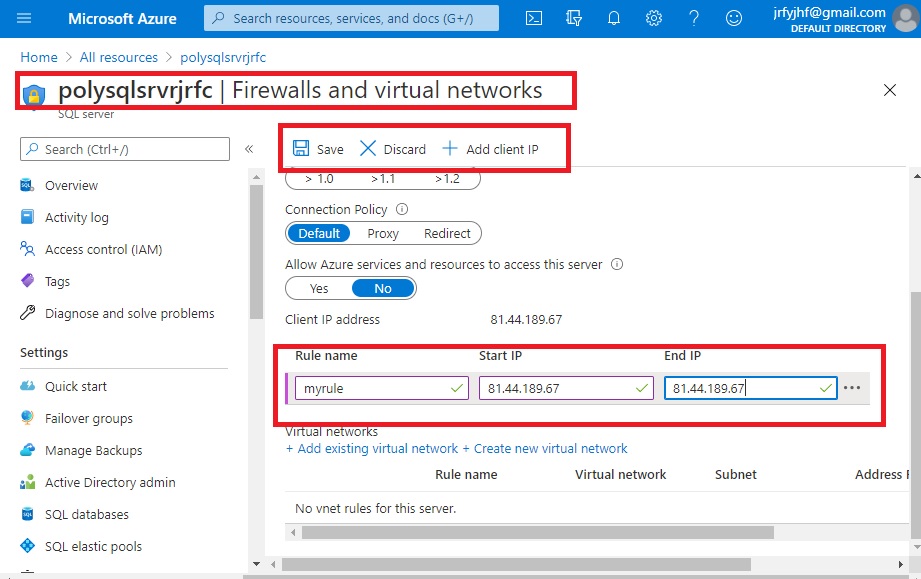 Microsoft Azure
Search resources, services, and docs (G+/)
jrfyjhf@gmail.com
DEFAULT DIRECTORY
Home > All resources > polysqlsrvrjrfc
polysqlsrvrjrfc | Firewalls and virtual networks
SQL server
Search (Ctrl+/)
Overview
Activity log
Access control (IAM)
Tags
Diagnose and solve problems
Settings
Quick start
Failover groups
Manage Backups
Active Directory admin
SQL databases
SQL elastic pools
Save Discard Add client IP
> 1.0 >1.1 >1.2
Connection Policy
Default Proxy Redirect
Allow Azure services and resources to access this server
Yes No
Client IP address 81.44.189.67
Rule name Start IP End IP
myrule 81.44.189.67 81.44.189.67
Virtual networks
+ Add existing virtual network + Create new virtual network
Rule name Virtual network Subnet Address
No vnet rules for this server.